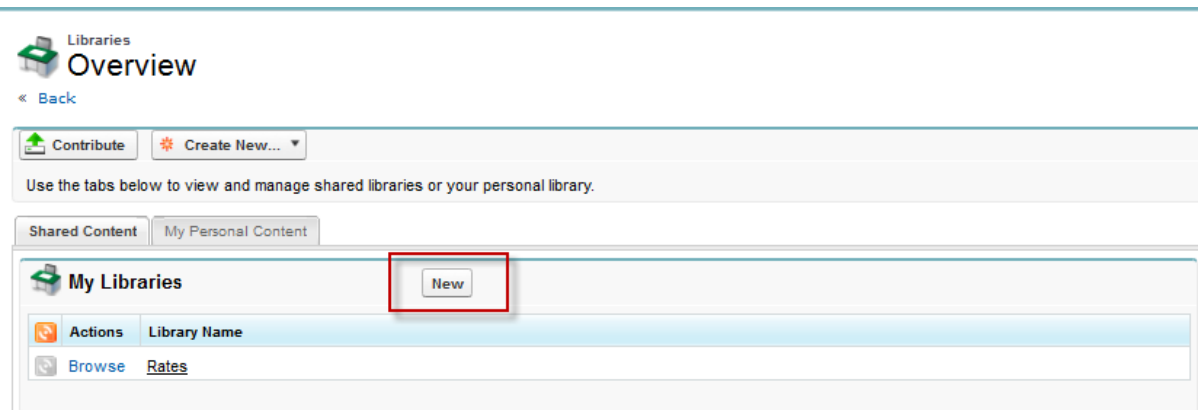 Libraries
Overview
« Back
Contribute Create New...
Use the tabs below to view and manage shared libraries or your personal library.
Shared Content My Personal Content
My Libraries New
Actions Library Name
Browse Rates